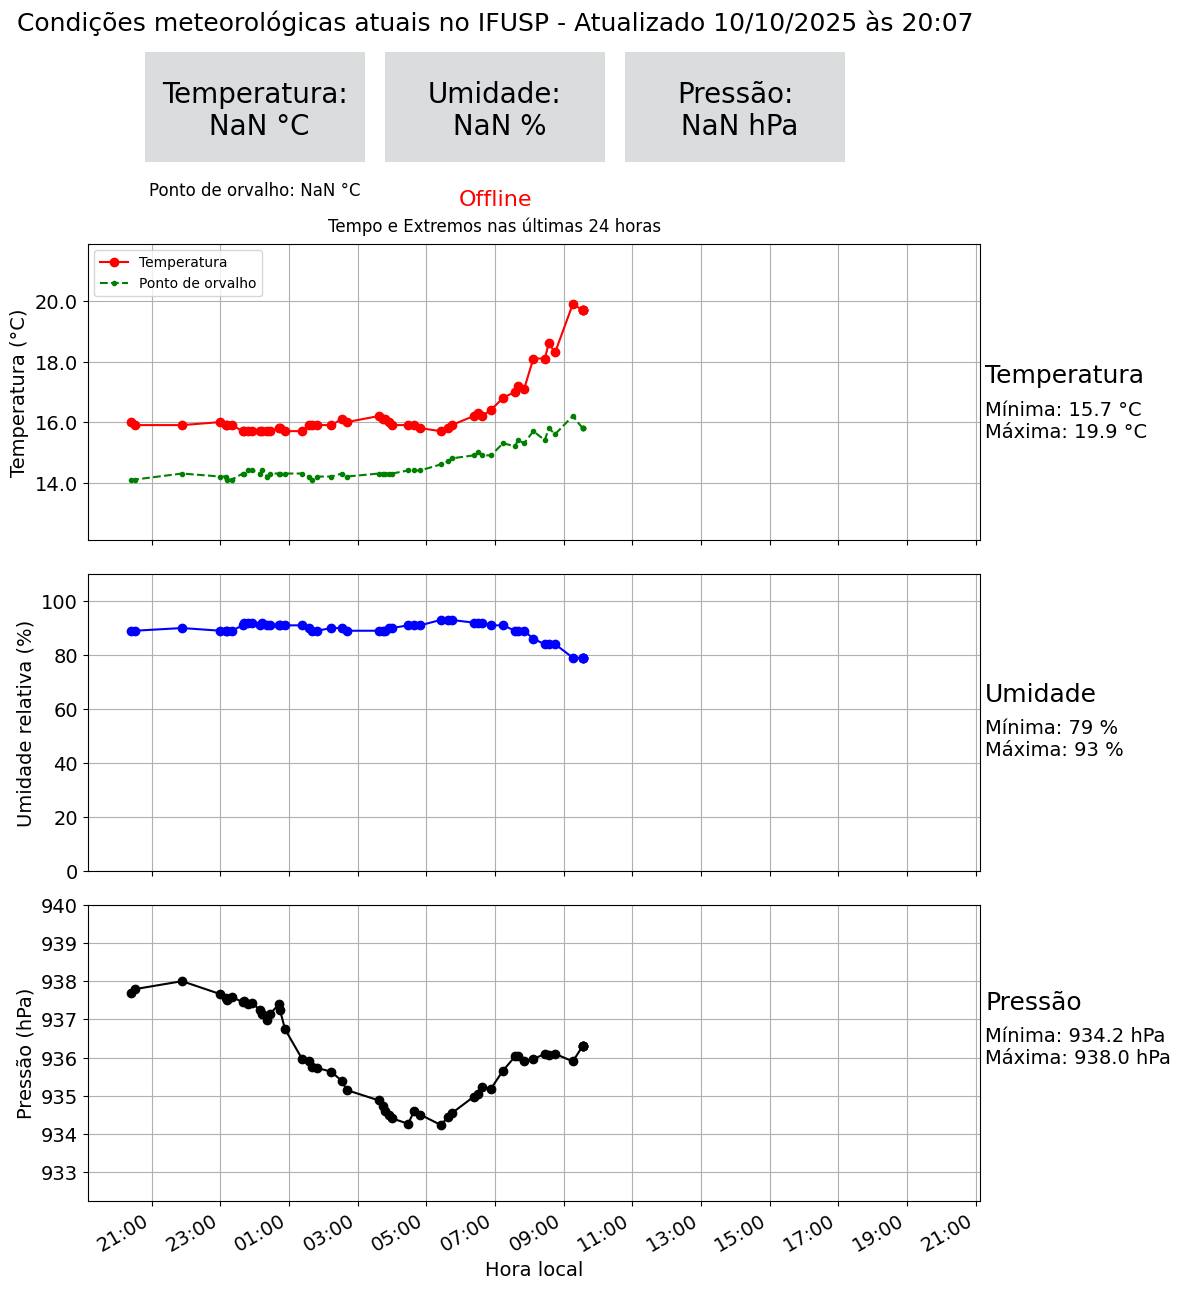 Condições meteorológicas atuais no IFUSP - Atualizado 10/10/2025 às 20:07
Temperatura:
NaN °C
Umidade:
NaN %
Pressão:
NaN hPa
Ponto de orvalho: NaN °C
Offline
Tempo e Extremos nas últimas 24 horas
Temperatura
Ponto de orvalho
20.0
18.0
16.0
14.0
Temperatura (°C)
Temperatura
Mínima: 15.7 °C
Máxima: 19.9 °C
100
80
60
40
20
0
Umidade relativa (%)
Umidade
Mínima: 79 %
Máxima: 93 %
940
939
938
937
936
935
934
933
Pressão (hPa)
Pressão
Mínima: 934.2 hPa
Máxima: 938.0 hPa
21:00 23:00 01:00 03:00 05:00 07:00 09:00 11:00 13:00 15:00 17:00 19:00 21:00
Hora local